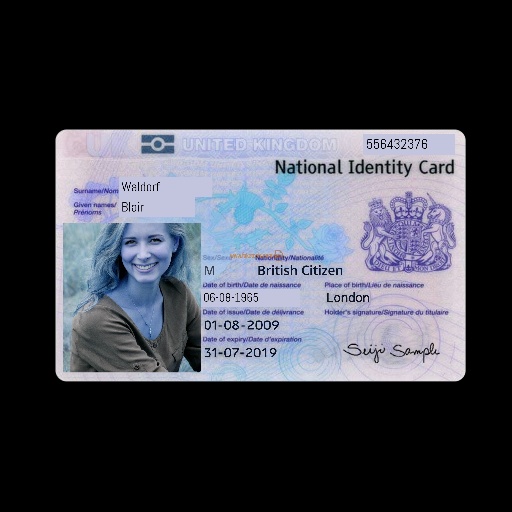 UNITED KINGDOM 556432376
National Identity Card
Surname/Nom Waldorf
Given names/ Blair
Prénoms
Nationality/Nationalité
M British Citizen
Date of birth/Date de naissance Place of birth/Lieu de naissance
06-08-1965 London
Date of issue/Date de délivrance Holder's signature/Signature du titulaire
01-08-2009
Date of expiry/Date d'expiration
31-07-2019 Seiji Sample